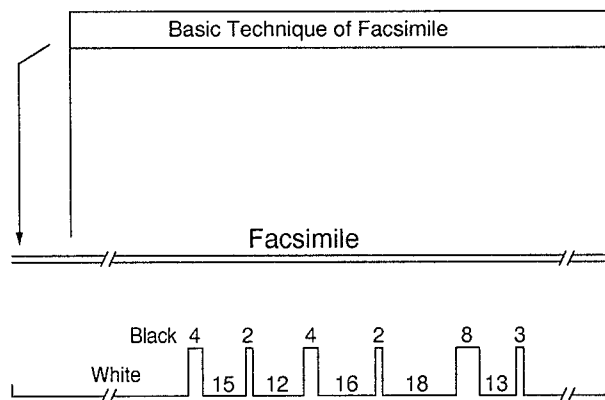 Basic Technique of Facsimile
Facsimile
Black 4 2 4 2 8 3
White 15 12 16 18 13